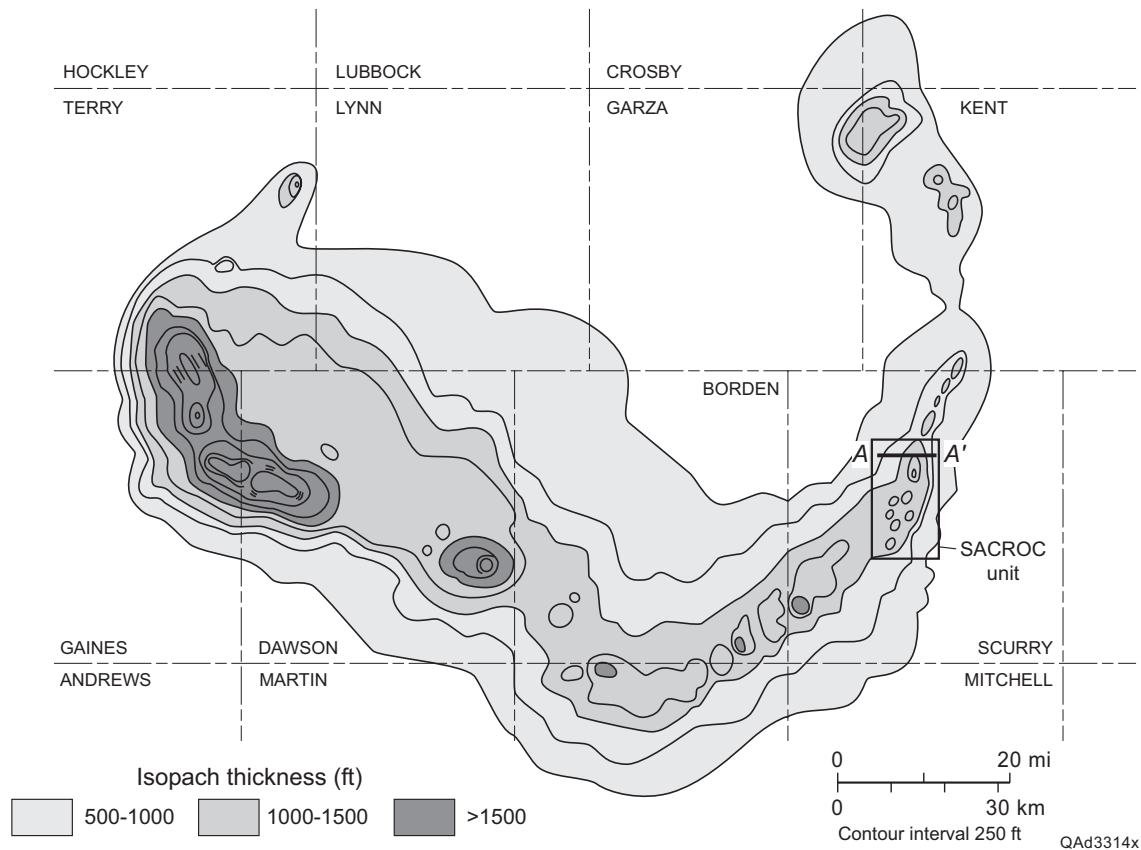 HOCKLEY
LUBBOCK
CROSBY
TERRY
LYNN
GARZA
KENT
BORDEN
A
A'
SACROC
unit
GAINES
DAWSON
SCURRY
ANDREWS
MARTIN
MITCHELL
Isopach thickness (ft)
500-1000
1000-1500
>1500
0
20 mi
0
30 km
Contour interval 250 ft
QAd3314x